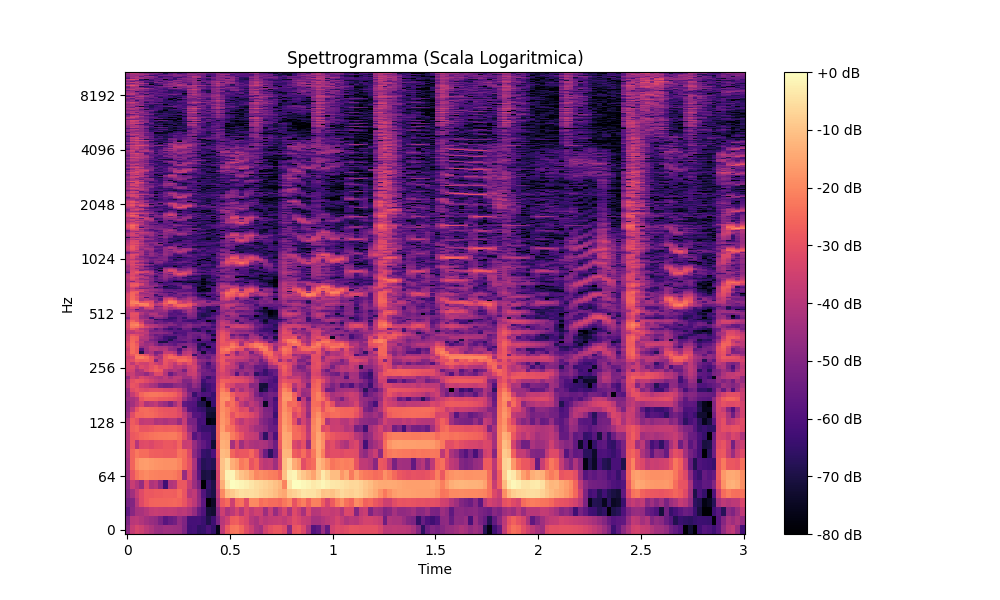 Spettrogramma (Scala Logaritmica)
Hz
8192
4096
2048
1024
512
256
128
64
0
0 0.5 1 1.5 2 2.5 3
Time
+0 dB
-10 dB
-20 dB
-30 dB
-40 dB
-50 dB
-60 dB
-70 dB
-80 dB